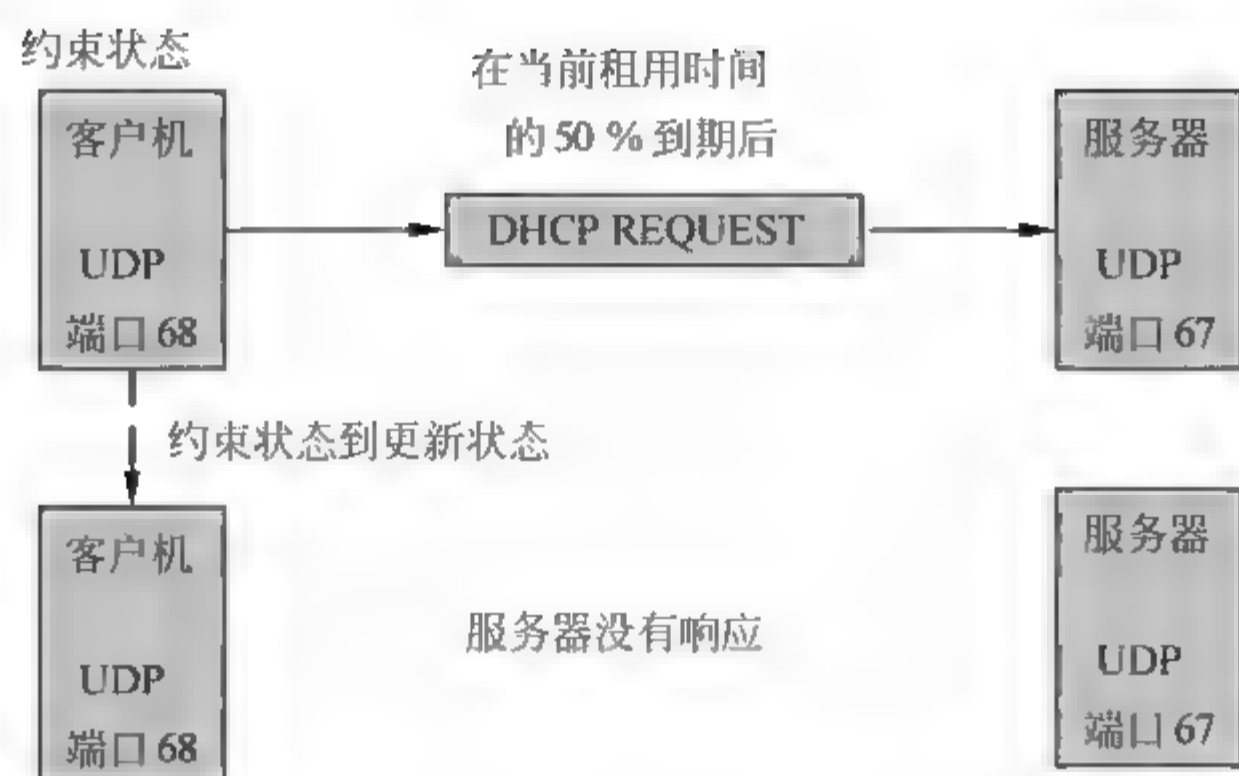 约束状态
在当前租用时间
的 50 % 到期后
客户机
UDP
端口 68
DHCP REQUEST
服务器
UDP
端口 67
约束状态到更新状态
客户机
UDP
端口 68
服务器没有响应
服务器
UDP
端口 67